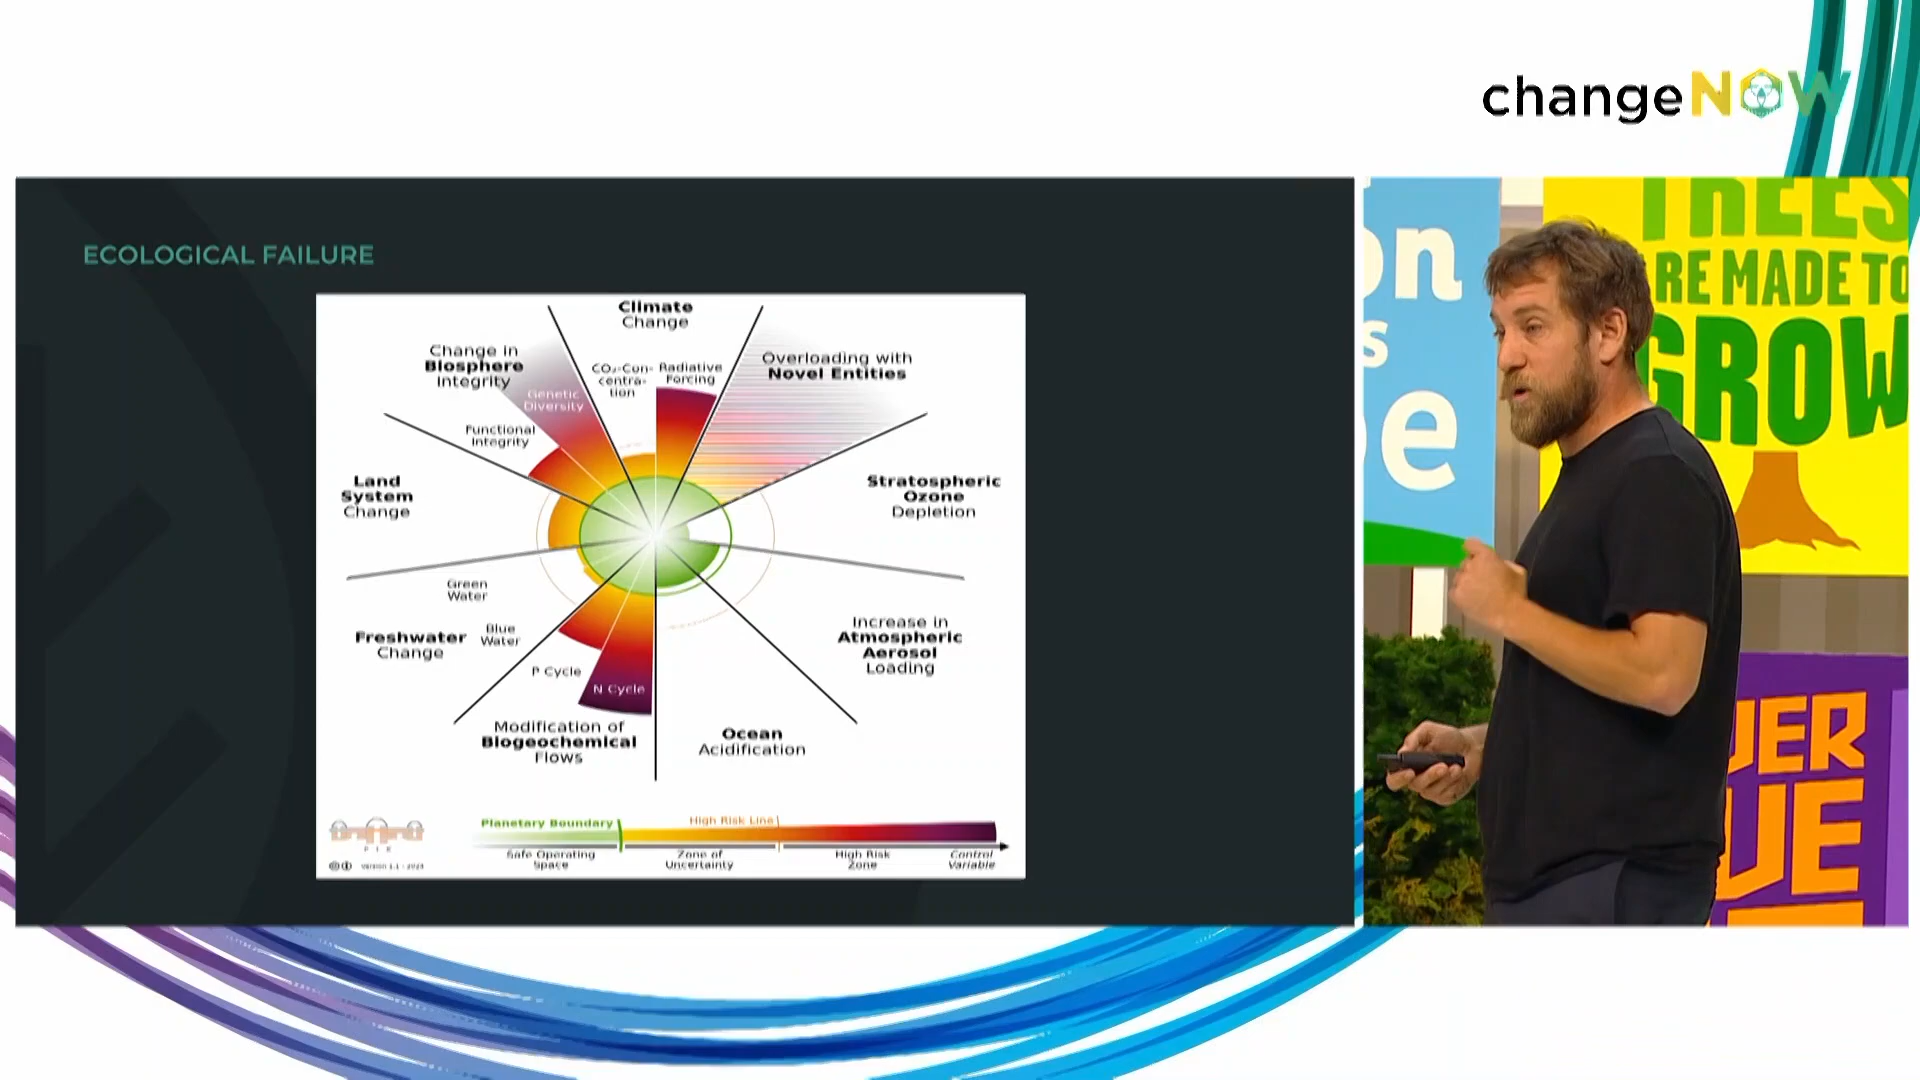 changeNOW
ECOLOGICAL FAILURE
Climate
Change
Change in
Biosphere
Integrity
Genetic
Diversity
Functional
Integrity
CO₂-Con-
centra-
tion
Radiative
Forcing
Overloading with
Novel Entities
Land
System
Change
Stratospheric
Ozone
Depletion
Green
Water
Blue
Water
Freshwater
Change
Increase in
Atmospheric
Aerosol
Loading
P Cycle
N Cycle
Modification of
Biogeochemical
Flows
Ocean
Acidification
Planetary Boundary
High Risk Line
Safe Operating
Space
Zone of
Uncertainty
High Risk
Zone
Control
Variable
P I K
on
s
be
TREES
RE MADE TO
GROW
VER
UE